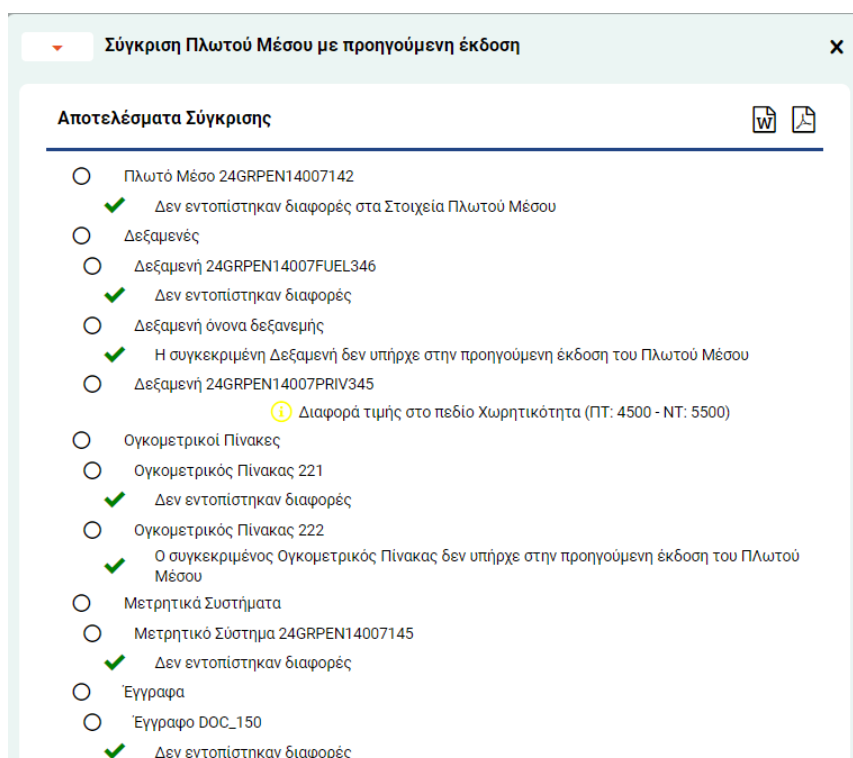 Σύγκριση Πλωτού Μέσου με προηγούμενη έκδοση
Αποτελέσματα Σύγκρισης
Πλωτό Μέσο 24GRPEN14007142
Δεν εντοπίστηκαν διαφορές στα Στοιχεία Πλωτού Μέσου
Δεξαμενές
Δεξαμενή 24GRPEN14007FUEL346
Δεν εντοπίστηκαν διαφορές
Δεξαμενή όνονα δεξανεμής
Η συγκεκριμένη Δεξαμενή δεν υπήρχε στην προηγούμενη έκδοση του Πλωτού Μέσου
Δεξαμενή 24GRPEN14007PRIV345
Διαφορά τιμής στο πεδίο Χωρητικότητα (ΠΤ: 4500 - ΝΤ: 5500)
Ογκομετρικοί Πίνακες
Ογκομετρικός Πίνακας 221
Δεν εντοπίστηκαν διαφορές
Ογκομετρικός Πίνακας 222
Ο συγκεκριμένος Ογκομετρικός Πίνακας δεν υπήρχε στην προηγούμενη έκδοση του ΠΛωτού
Μέσου
Μετρητικά Συστήματα
Μετρητικό Σύστημα 24GRPEN14007145
Δεν εντοπίστηκαν διαφορές
Έγγραφα
Έγγραφο DOC_150
Δεν εντοπίστηκαν διαφορές